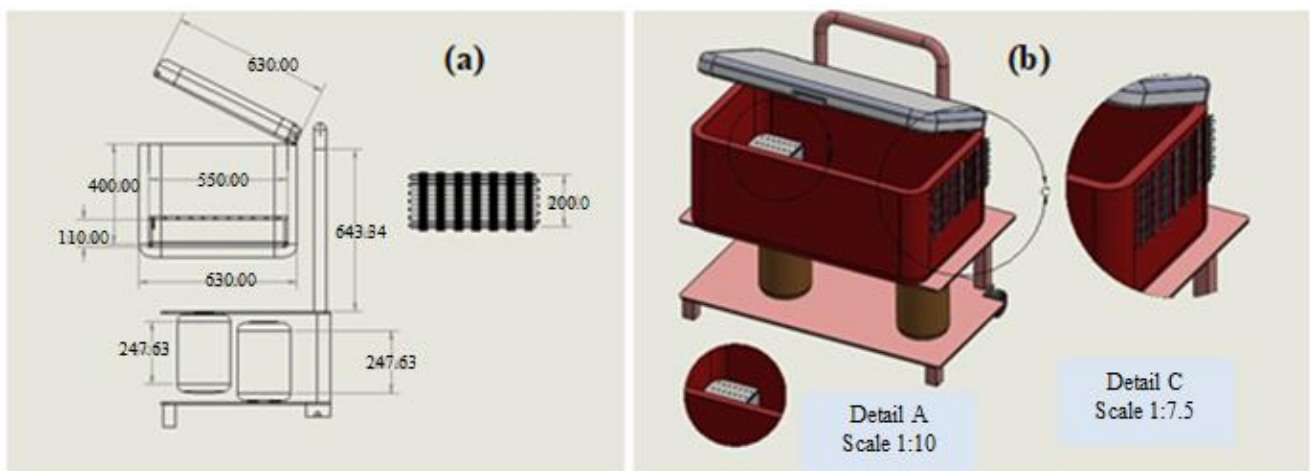 (a)
630.00
400.00
550.00
200.0
110.00
643.34
630.00
247.63
247.63
(b)
C
Detail A
Scale 1:10
Detail C
Scale 1:7.5